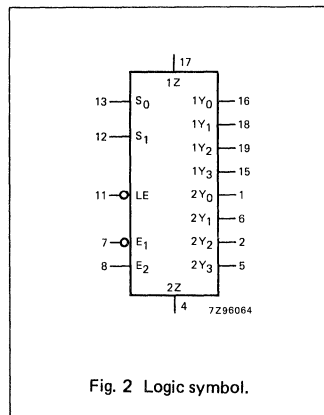 17
1Z
13 S0 1Y0 16
1Y1 18
12 S1
1Y2 19
1Y3 15
11 LE 2Y0 1
2Y1 6
7 E1 2Y2 2
8 E2 2Y3 5
2Z
4 7Z96064
Fig. 2 Logic symbol.